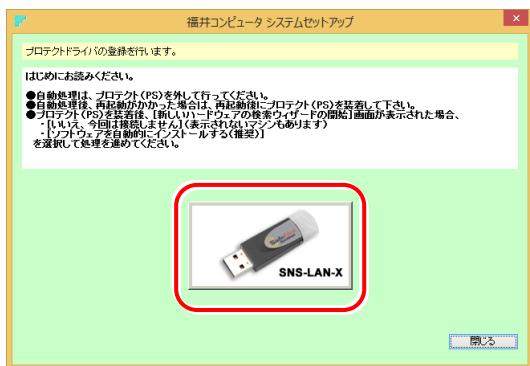 福井コンピュータ システムセットアップ
プロテクトドライバの登録を行います。
はじめにお読みください。
●自動処理は、プロテクト(PS)を外して行ってください。
●自動処理後、再起動がかかった場合は、再起動後にプロテクト(PS)を装着して下さい。
●プロテクト(PS)を装着後、[新しいハードウェアの検索ウィザードの開始]画面が表示された場合、
・[いいえ、今回は接続しません](表示されないマシンもあります)
・[ソフトウェアを自動的にインストールする(推奨)]
を選択して処理を進めてください。
SNS-LAN-X
閉じる